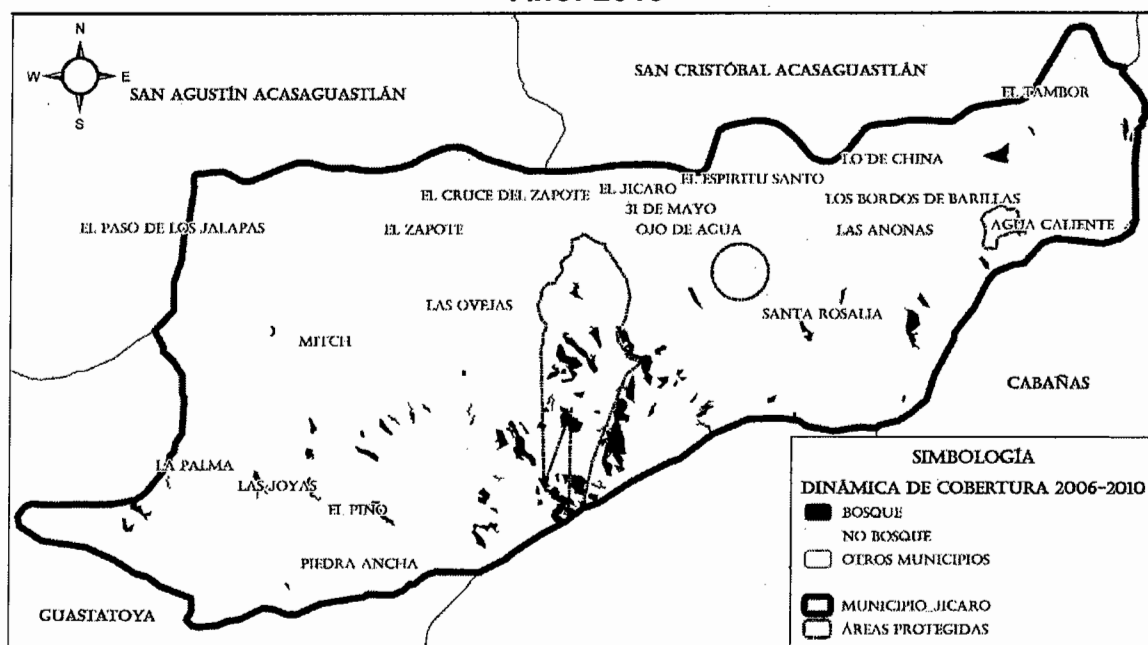 N
W E
S
SAN AGUSTÍN ACASAGUASTLÁN
SAN CRISTÓBAL ACASAGUASTLÁN
EL TAMBOR
LO DE CHINA
EL ESPIRITU SANTO
EL JICARO
EL CRUCE DEL ZAPOTE
LOS BORDOS DE BARILLAS
31 DE MAYO
EL PASO DE LOS JALAPAS
EL ZAPOTE
OJO DE AGUA
LAS ANONAS
AGUA CALIENTE
LAS OVEJAS
SANTA ROSALIA
MITCH
CABAÑAS
LA PALMA
LAS JOYAS
EL PIÑO
PIEDRA ANCHA
GUASTATOYA
SIMBOLOGÍA
DINÁMICA DE COBERTURA 2006-2010
BOSQUE
NO BOSQUE
OTROS MUNICIPIOS
MUNICIPIO_JICARO
ÁREAS PROTEGIDAS